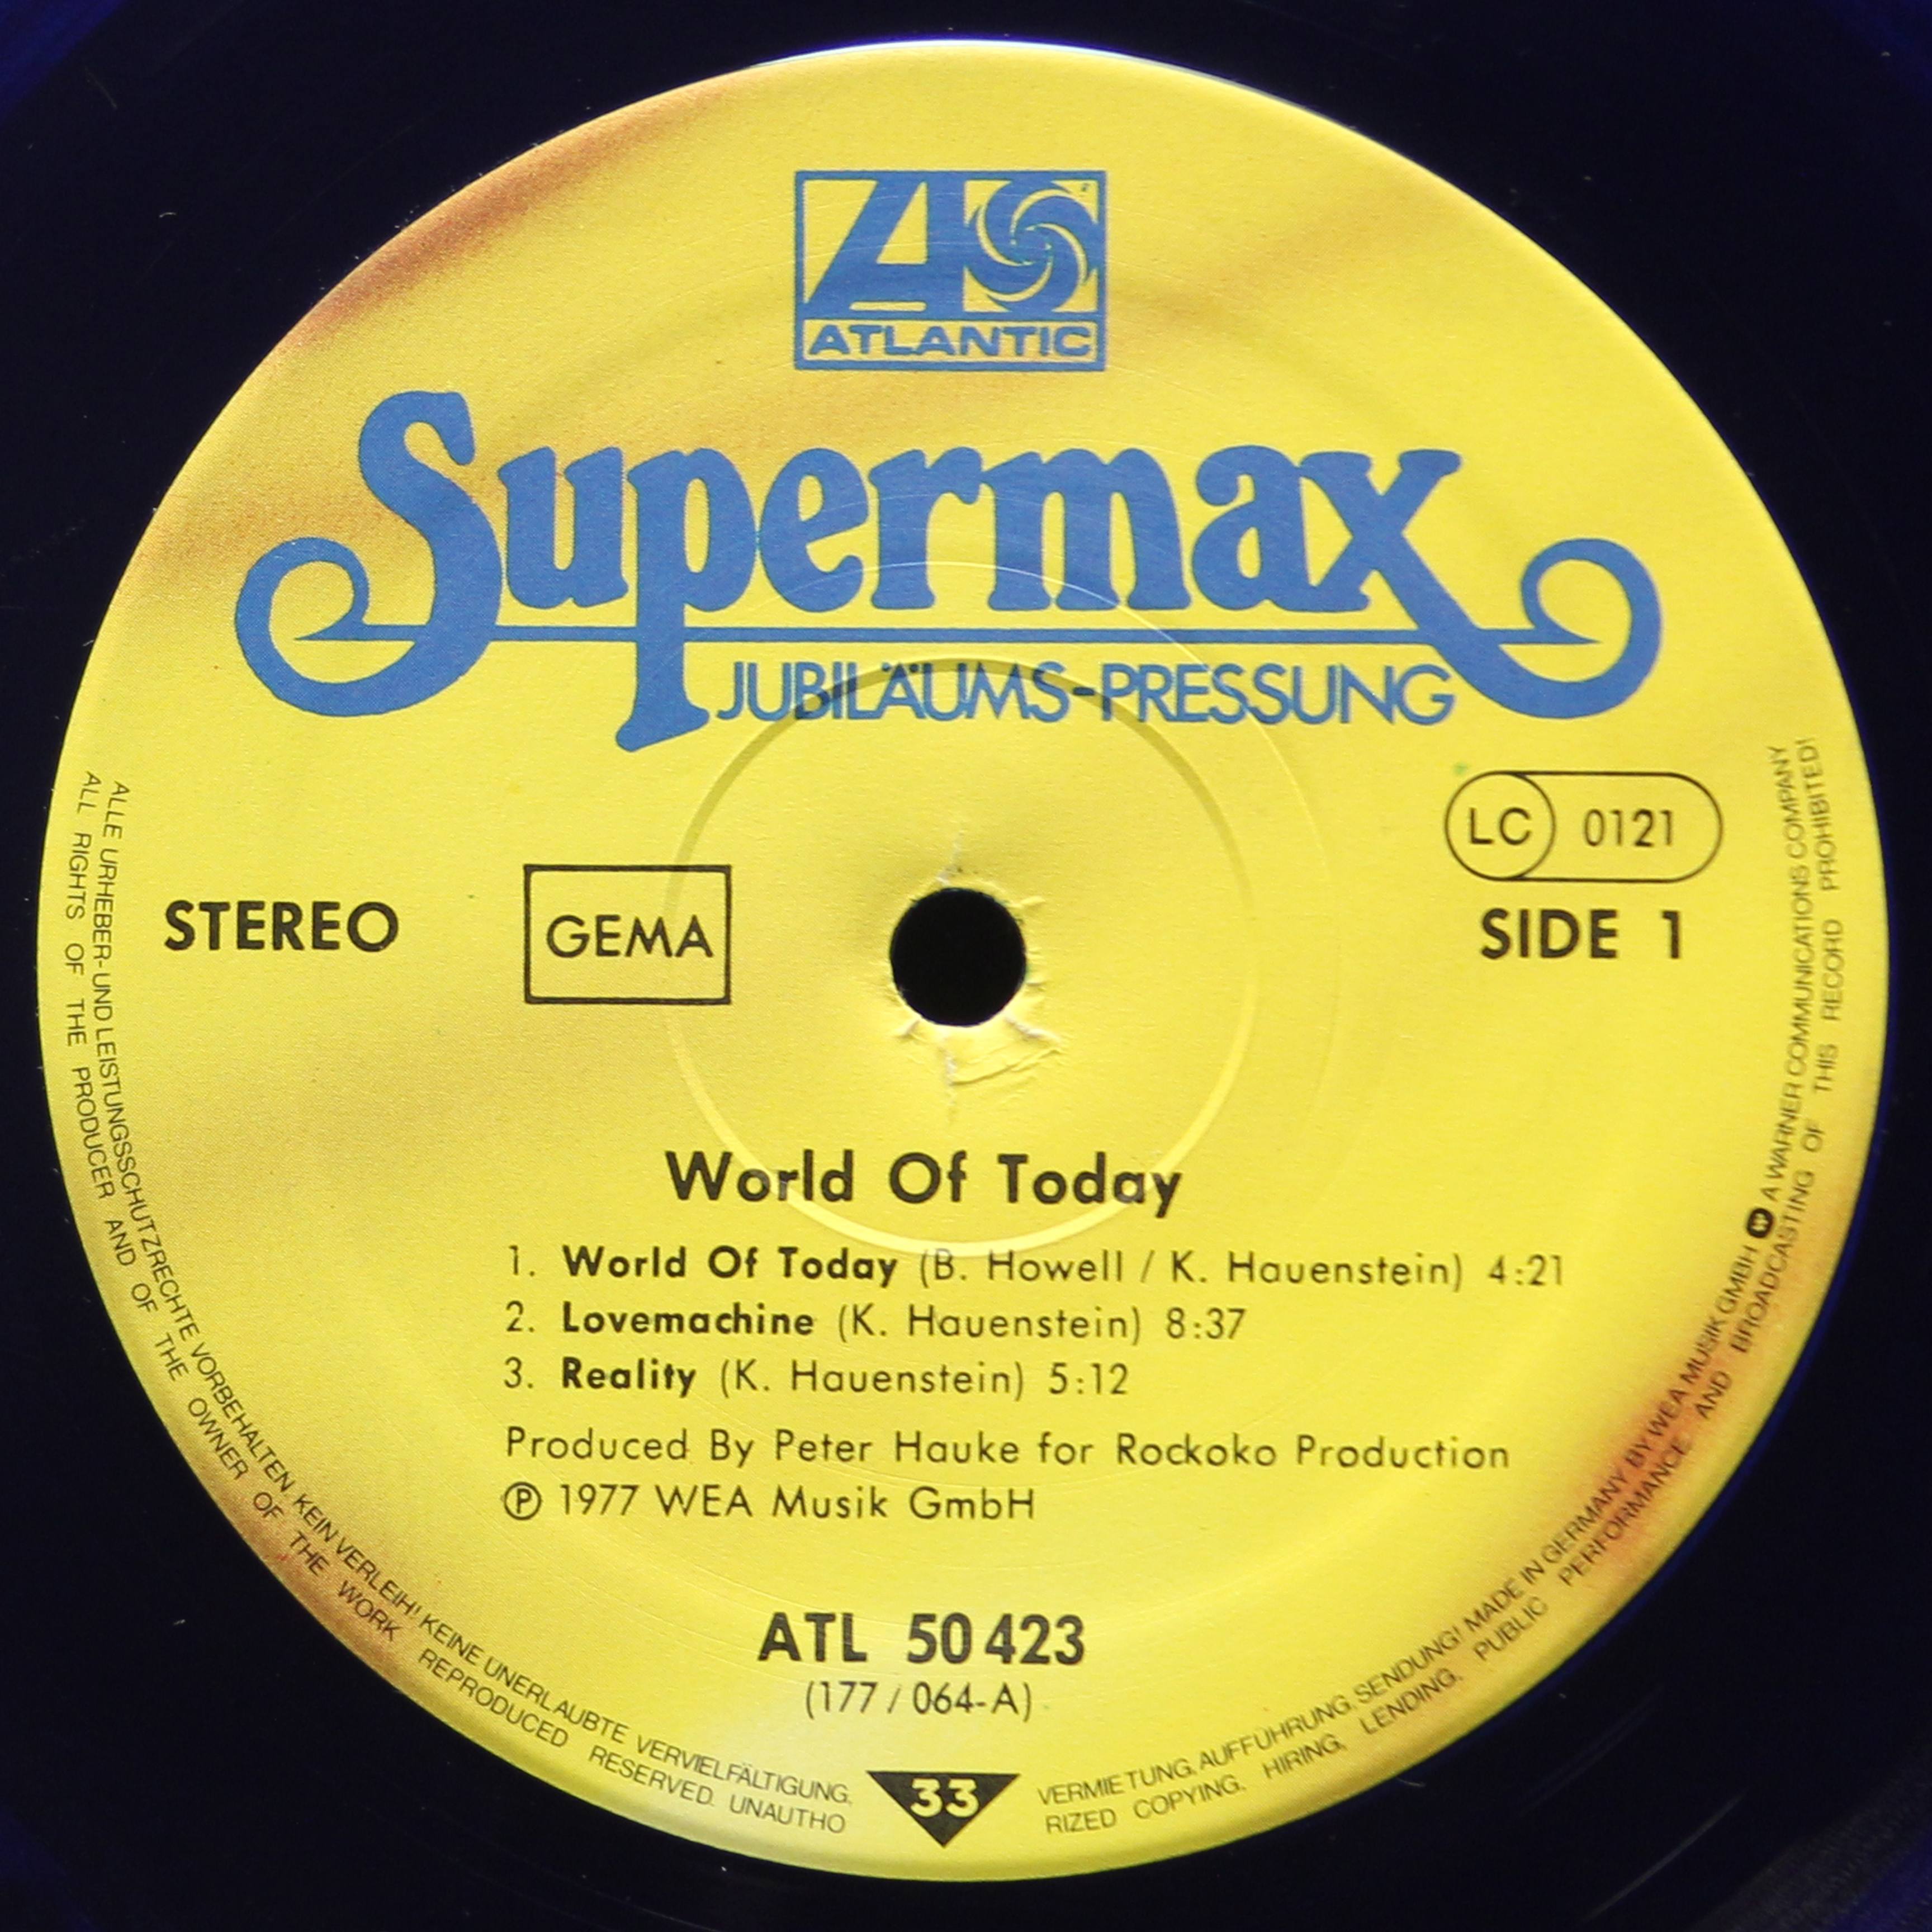 ATLANTIC
Supermax
JUBILÄUMS-PRESSUNG
LC 0121
STEREO
GEMA
SIDE 1
World Of Today
1. World Of Today (B. Howell / K. Hauenstein) 4:21
2. Lovemachine (K. Hauenstein) 8:37
3. Reality (K. Hauenstein) 5:12
Produced By Peter Hauke for Rockoko Production
Ⓟ 1977 WEA Musik GmbH
ATL 50 423
(177 / 064-A)
33
ALLE URHEBER- UND LEISTUNGSSCHUTZRECHTE VORBEHALTEN KEIN VERLEIH! KEINE UNERLAUBTE VERVIELFÄLTIGUNG, VERMIETUNG, AUFFÜHRUNG, SENDUNG! MADE IN GERMANY BY WEA MUSIK GMBH W A WARNER COMMUNICATIONS COMPANY
ALL RIGHTS OF THE PRODUCER AND OF THE OWNER OF THE WORK REPRODUCED RESERVED. UNAUTHORIZED COPYING, HIRING, LENDING, PUBLIC PERFORMANCE AND BROADCASTING OF THIS RECORD PROHIBITED!